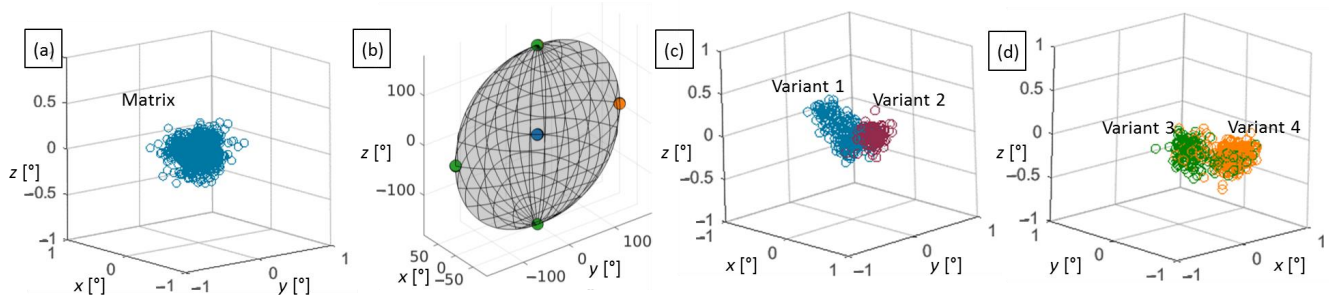 (a)
Matrix
0.5
0
z [°]
−0.5
−1
1
0
x [°]
−1
−1
0
y [°]
1
(b)
100
z [°]
0
−100
50
0
x [°]
−50
−100
0
y [°]
100
(c)
1
Variant 1
Variant 2
0.5
z [°]
0
−0.5
−1
1
0
x [°]
−1
−1
0
y [°]
1
(d)
1
0.5
Variant 3
Variant 4
0
z [°]
−0.5
−1
1
y [°]
0
−1
−1
0
x [°]
1